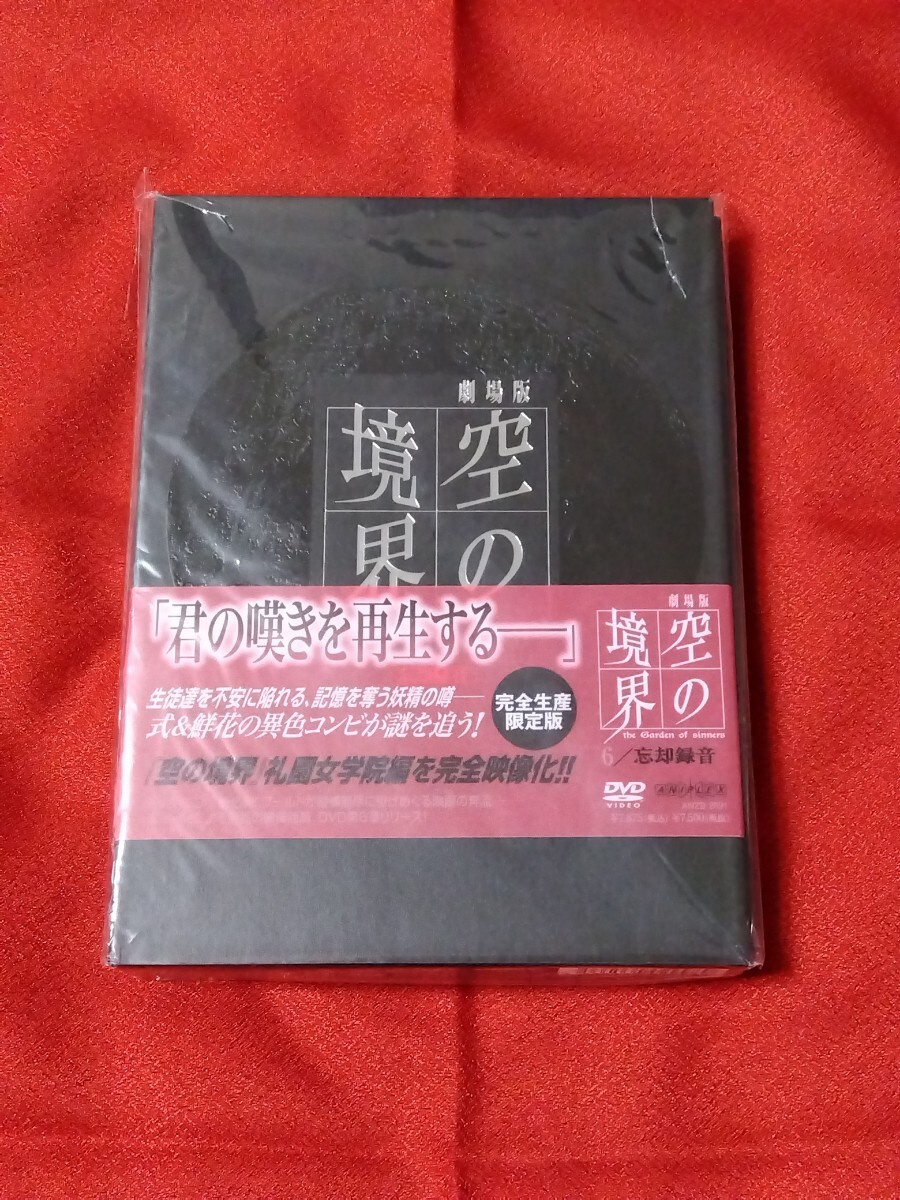 劇場版
空の
境界
「君の嘆きを再生する――」
生徒達を不安に陥れる、記憶を奪う妖精の噂――
式&鮮花の異色コンビが謎を追う!
「空の境界」礼園女学院編を完全映像化!!
完全生産
限定版
劇場版
空の
境界
the Garden of sinners
6/忘却録音
DVD
VIDEO
ANIPLEX